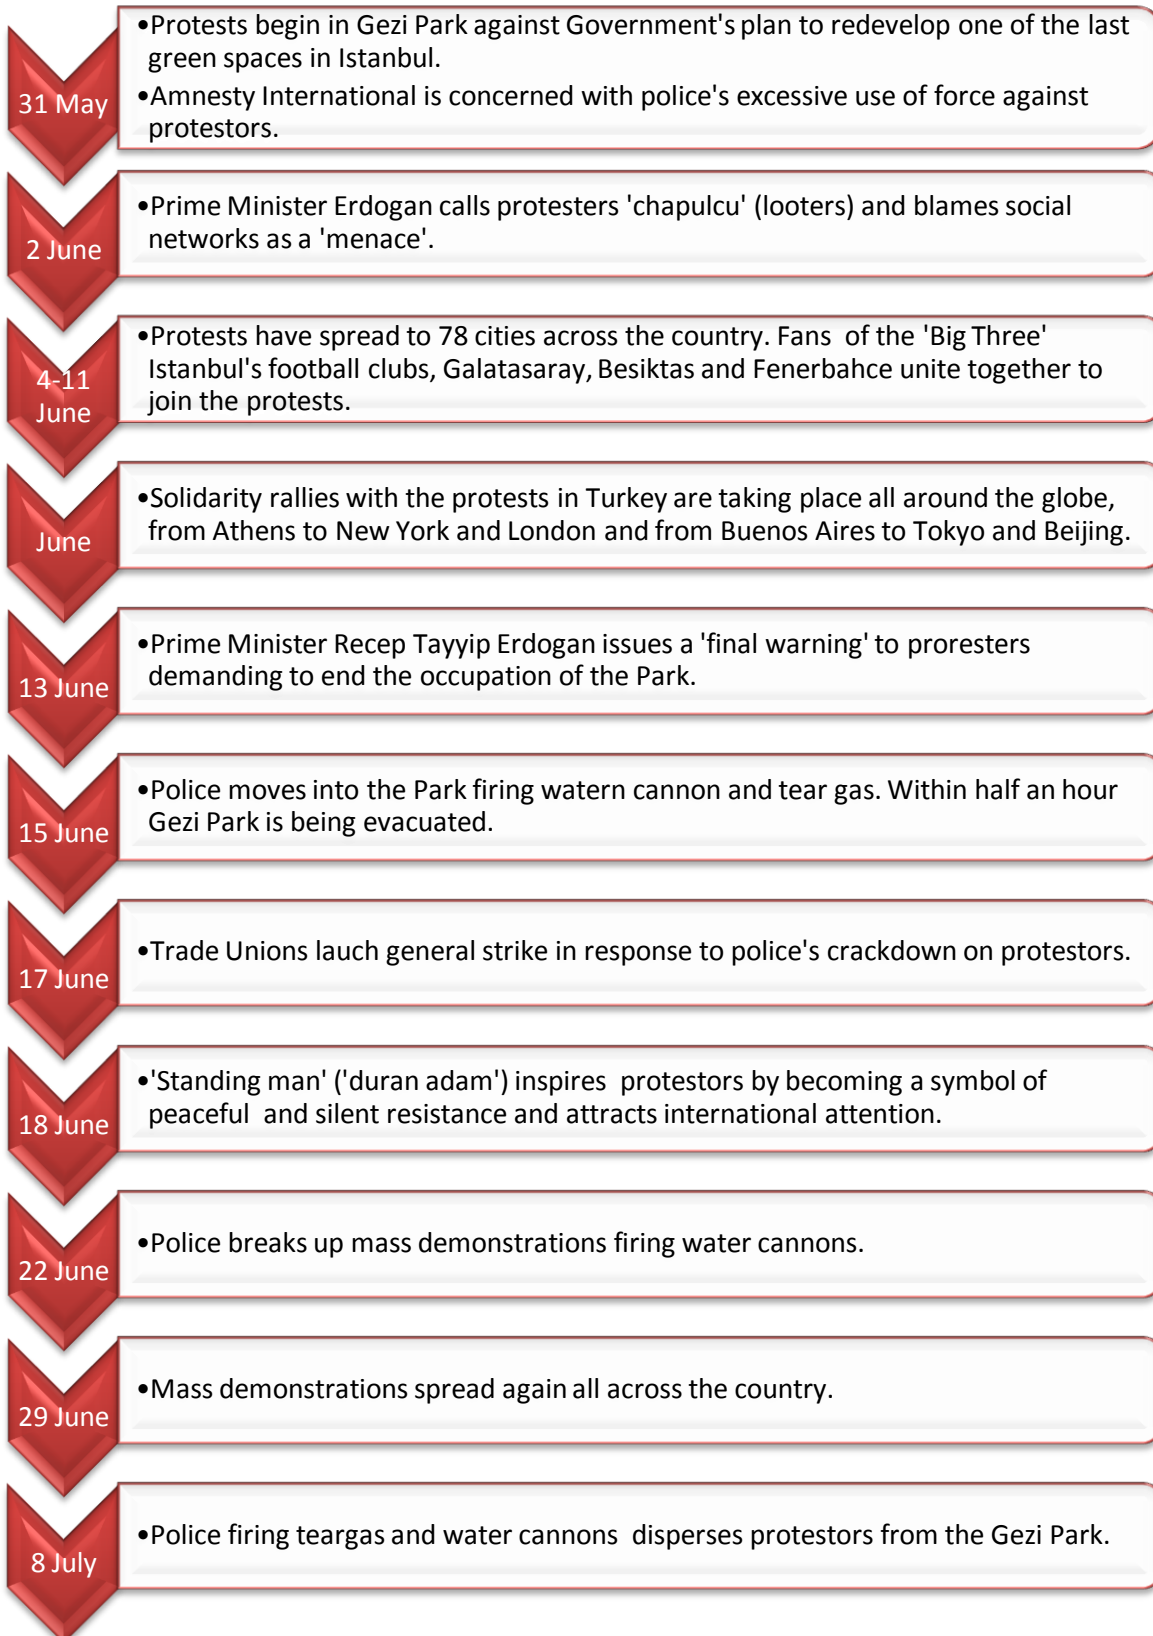 31 May
•Protests begin in Gezi Park against Government's plan to redevelop one of the last
green spaces in Istanbul.
•Amnesty International is concerned with police's excessive use of force against
protestors.
2 June
•Prime Minister Erdogan calls protesters 'chapulcu' (looters) and blames social
networks as a 'menace'.
4-11
June
•Protests have spread to 78 cities across the country. Fans of the 'Big Three'
Istanbul's football clubs, Galatasaray, Besiktas and Fenerbahce unite together to
join the protests.
June
•Solidarity rallies with the protests in Turkey are taking place all around the globe,
from Athens to New York and London and from Buenos Aires to Tokyo and Beijing.
13 June
•Prime Minister Recep Tayyip Erdogan issues a 'final warning' to proresters
demanding to end the occupation of the Park.
15 June
•Police moves into the Park firing watern cannon and tear gas. Within half an hour
Gezi Park is being evacuated.
17 June
•Trade Unions lauch general strike in response to police's crackdown on protestors.
18 June
•'Standing man' ('duran adam') inspires protestors by becoming a symbol of
peaceful and silent resistance and attracts international attention.
22 June
•Police breaks up mass demonstrations firing water cannons.
29 June
•Mass demonstrations spread again all across the country.
8 July
•Police firing teargas and water cannons disperses protestors from the Gezi Park.